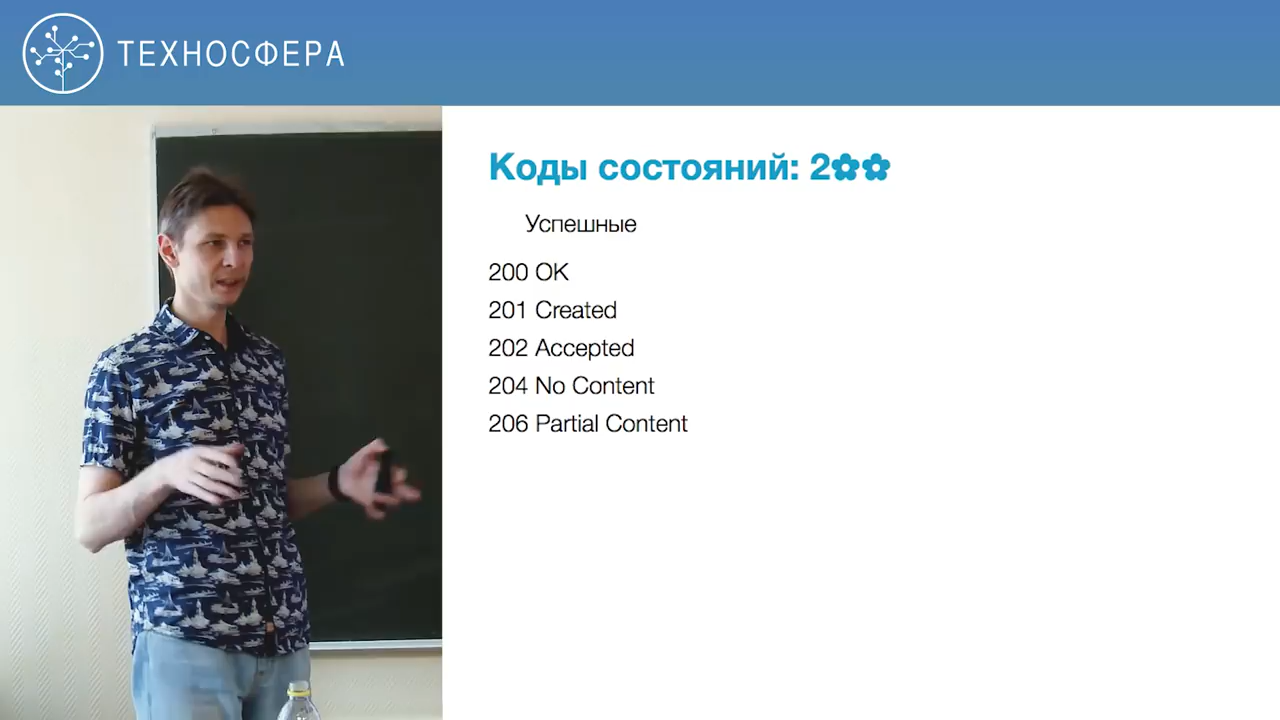 ТЕХНОСФЕРА
Коды состояний: 2✿✿
Успешные
200 OK
201 Created
202 Accepted
204 No Content
206 Partial Content